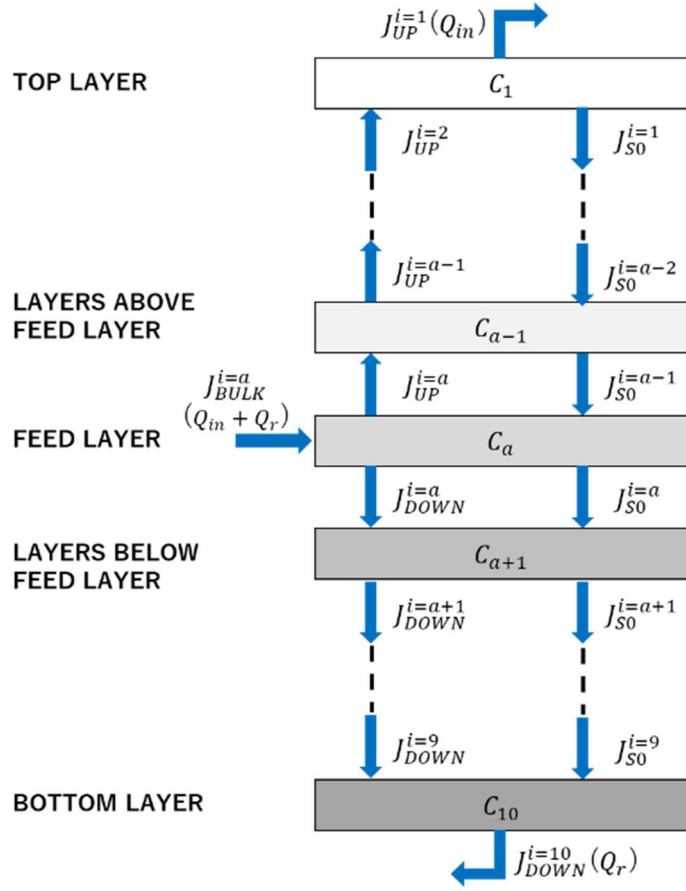 J_{UP}^{i=1}(Q_{in})
TOP LAYER
C_1
J_{UP}^{i=2}
J_{S0}^{i=1}
J_{UP}^{i=a-1}
J_{S0}^{i=a-2}
LAYERS ABOVE
FEED LAYER
C_{a-1}
J_{BULK}^{i=a}
(Q_{in} + Q_r)
J_{UP}^{i=a}
J_{S0}^{i=a-1}
FEED LAYER
C_a
J_{DOWN}^{i=a}
J_{S0}^{i=a}
LAYERS BELOW
FEED LAYER
C_{a+1}
J_{DOWN}^{i=a+1}
J_{S0}^{i=a+1}
J_{DOWN}^{i=9}
J_{S0}^{i=9}
BOTTOM LAYER
C_{10}
J_{DOWN}^{i=10}(Q_r)